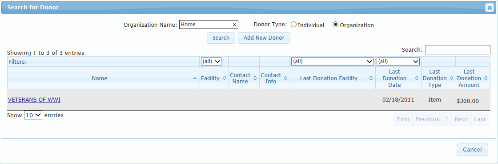 Search for Donor
Organization Name: Home Donor Type: Individual Organization
Search Add New Donor
Search:
Showing 1 to 3 of 3 entries
Filters: (all) (all) (all)
Name Facility Contact Name Contact Info Last Donation Facility Last Donation Date Last Donation Type Last Donation Amount
VETERANS OF WWI 02/18/2011 Item $300.00
Show 10 entries
First Previous 1 Next Last
Cancel